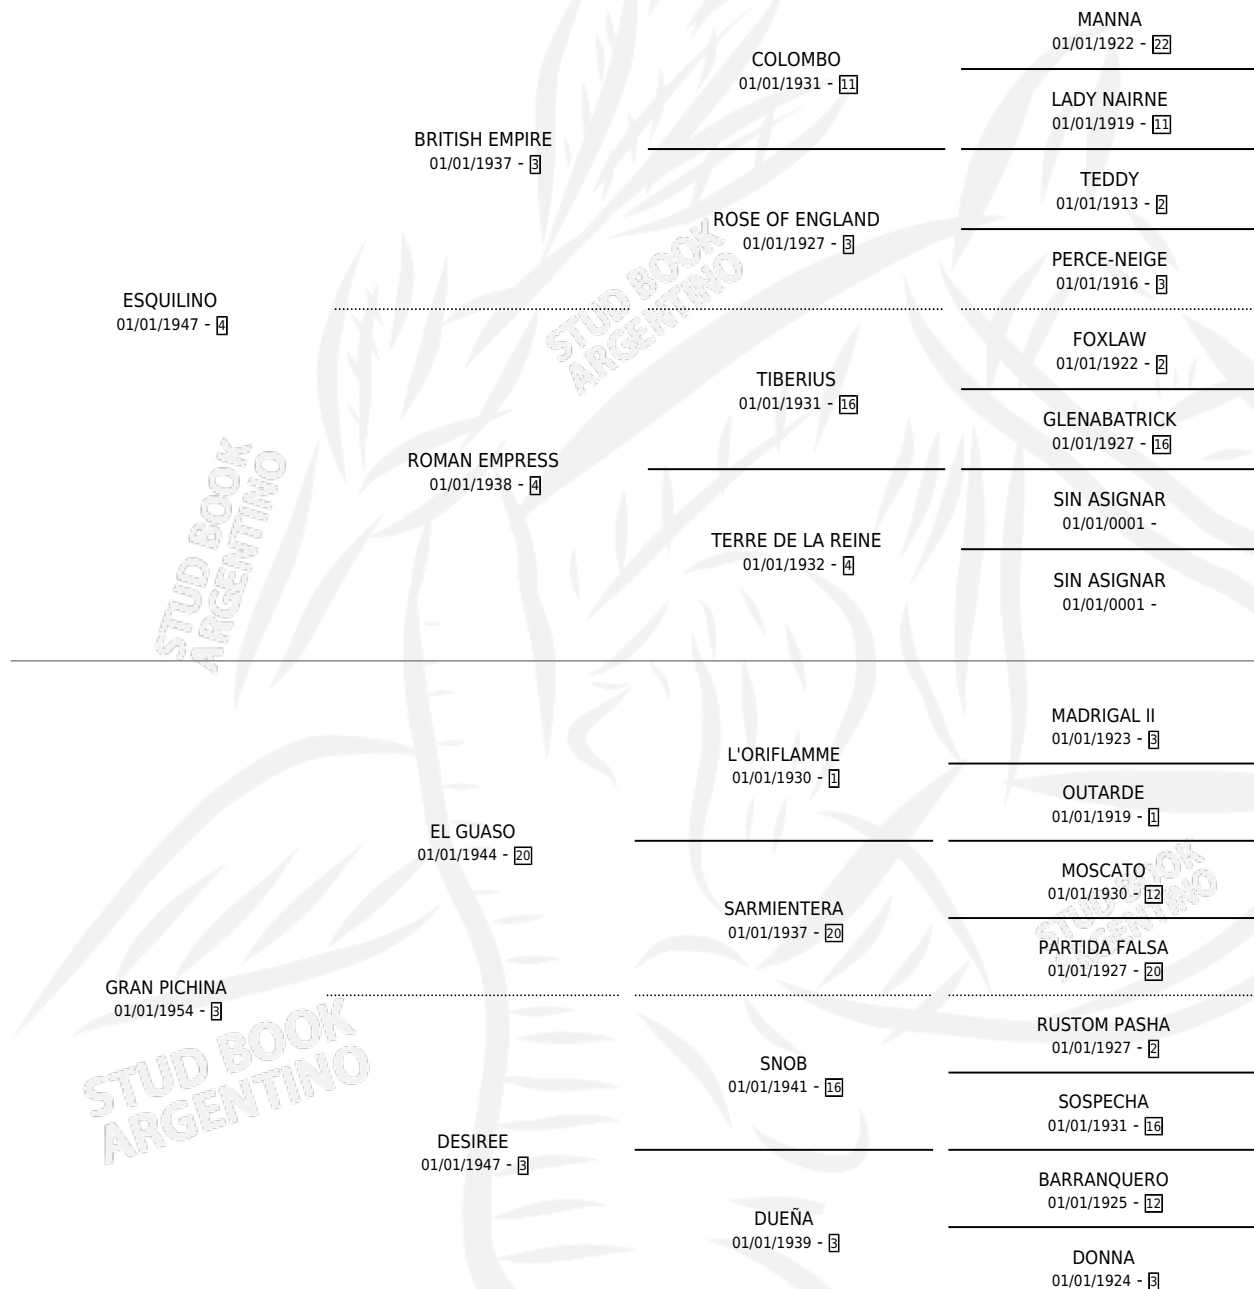 MANNA
01/01/1922 - 22
COLOMBO
01/01/1931 - 11
LADY NAIRNE
01/01/1919 - 11
BRITISH EMPIRE
01/01/1937 - 3
TEDDY
01/01/1913 - 2
ROSE OF ENGLAND
01/01/1927 - 3
PERCE-NEIGE
01/01/1916 - 3
ESQUILINO
01/01/1947 - 4
FOXLAW
01/01/1922 - 2
TIBERIUS
01/01/1931 - 16
GLENABATRICK
01/01/1927 - 16
ROMAN EMPRESS
01/01/1938 - 4
SIN ASIGNAR
01/01/0001 -
TERRE DE LA REINE
01/01/1932 - 4
SIN ASIGNAR
01/01/0001 -
MADRIGAL II
01/01/1923 - 3
L'ORIFLAMME
01/01/1930 - 1
OUTARDE
01/01/1919 - 1
EL GUASO
01/01/1944 - 20
MOSCATO
01/01/1930 - 12
SARMIENTERA
01/01/1937 - 20
PARTIDA FALSA
01/01/1927 - 20
GRAN PICHINA
01/01/1954 - 3
RUSTOM PASHA
01/01/1927 - 2
SNOB
01/01/1941 - 16
SOSPECHA
01/01/1931 - 16
DESIREE
01/01/1947 - 3
BARRANQUERO
01/01/1925 - 12
DUEÑA
01/01/1939 - 3
DONNA
01/01/1924 - 3
STUD BOOK
ARGENTINO
STUD BOOK
ARGENTINO
STUD BOOK
ARGENTINO
STUD BOOK
ARGENTINO